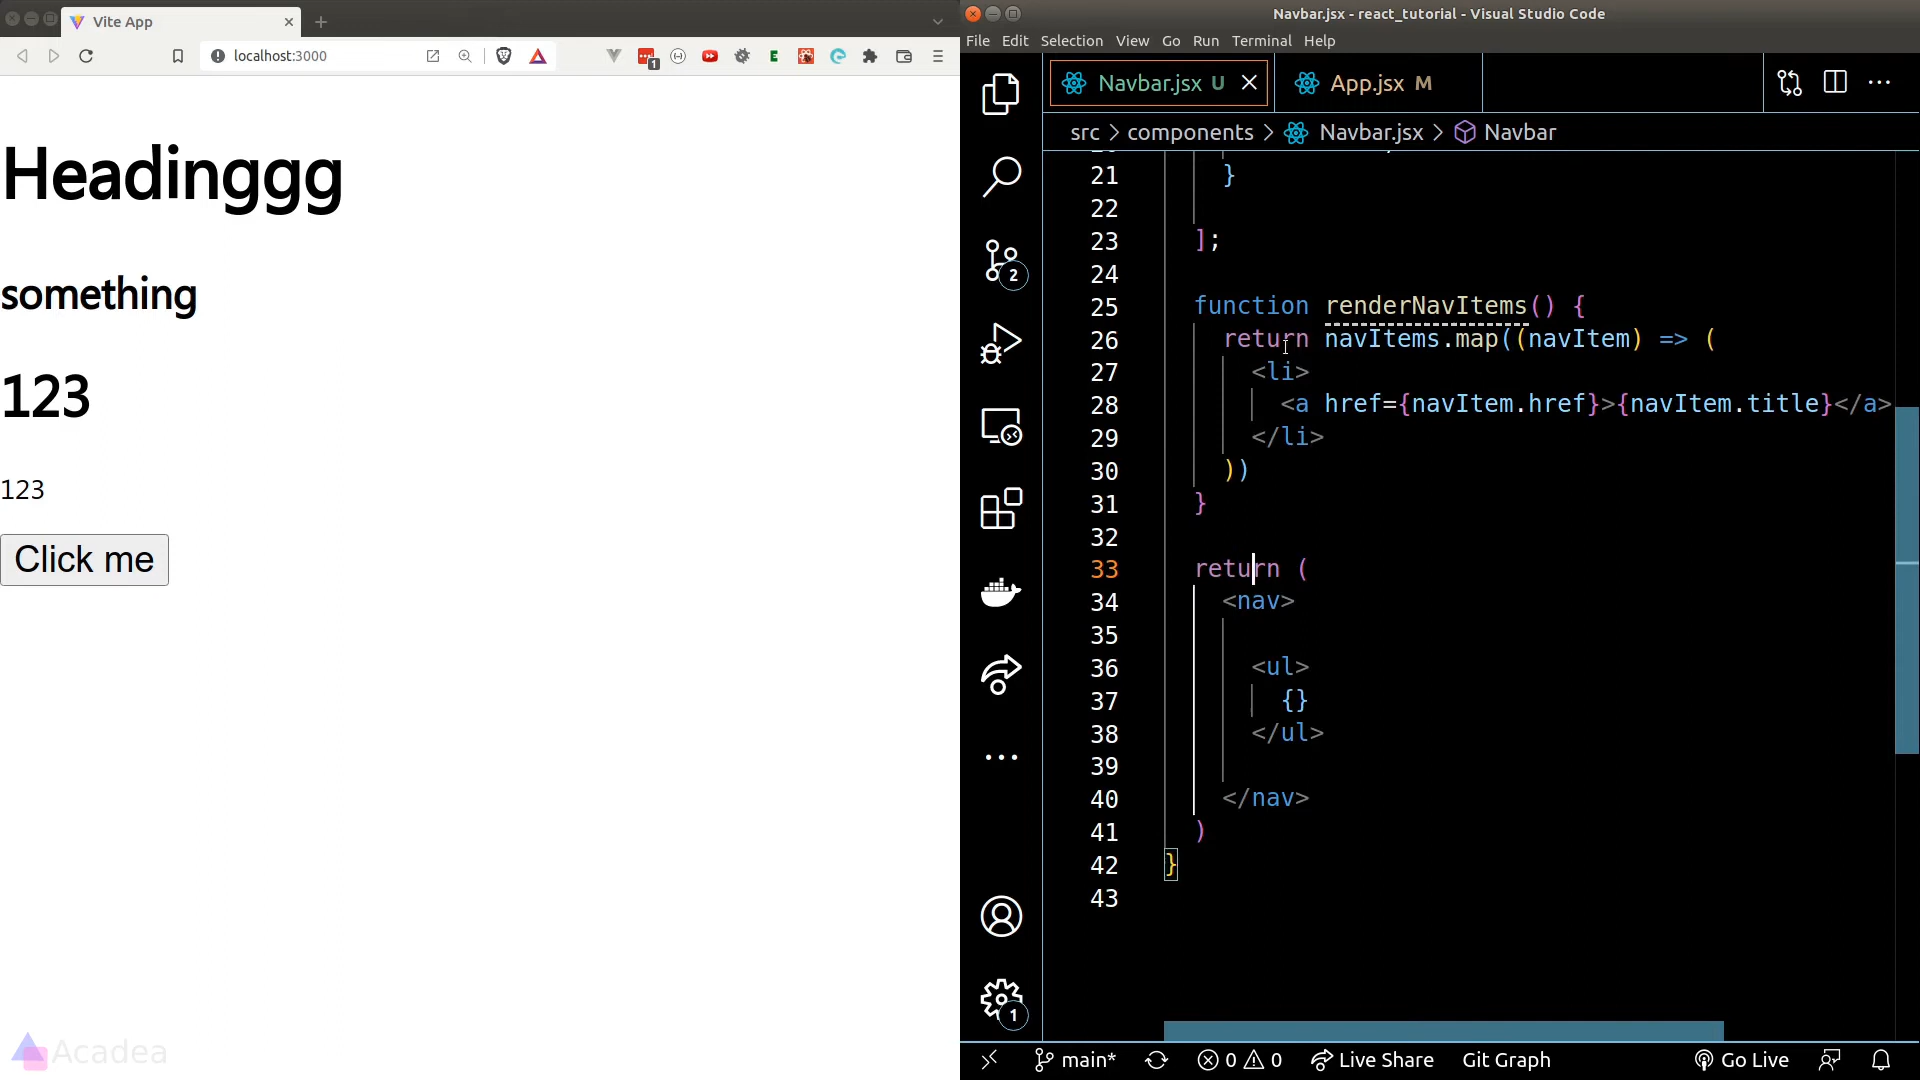 Vite App
localhost:3000
1
Headinggg
something
123
123
Click me
Acadea
Navbar.jsx - react_tutorial - Visual Studio Code
File Edit Selection View Go Run Terminal Help
Navbar.jsx U
App.jsx M
src > components > Navbar.jsx > Navbar
21 }
22
23 ];
24
25 function renderNavItems() {
26 return navItems.map((navItem) => (
27 <li>
28 <a href={navItem.href}>{navItem.title}</a>
29 </li>
30 ))
31 }
32
33 return (
34 <nav>
35
36 <ul>
37 {}
38 </ul>
39
40 </nav>
41 )
42 }
43
2
1
main* 0 0 Live Share Git Graph Go Live